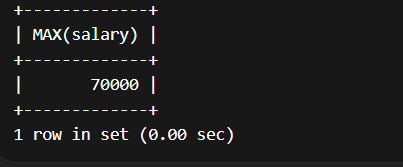 +-------------+
| MAX(salary) |
+-------------+
|       70000 |
+-------------+
1 row in set (0.00 sec)